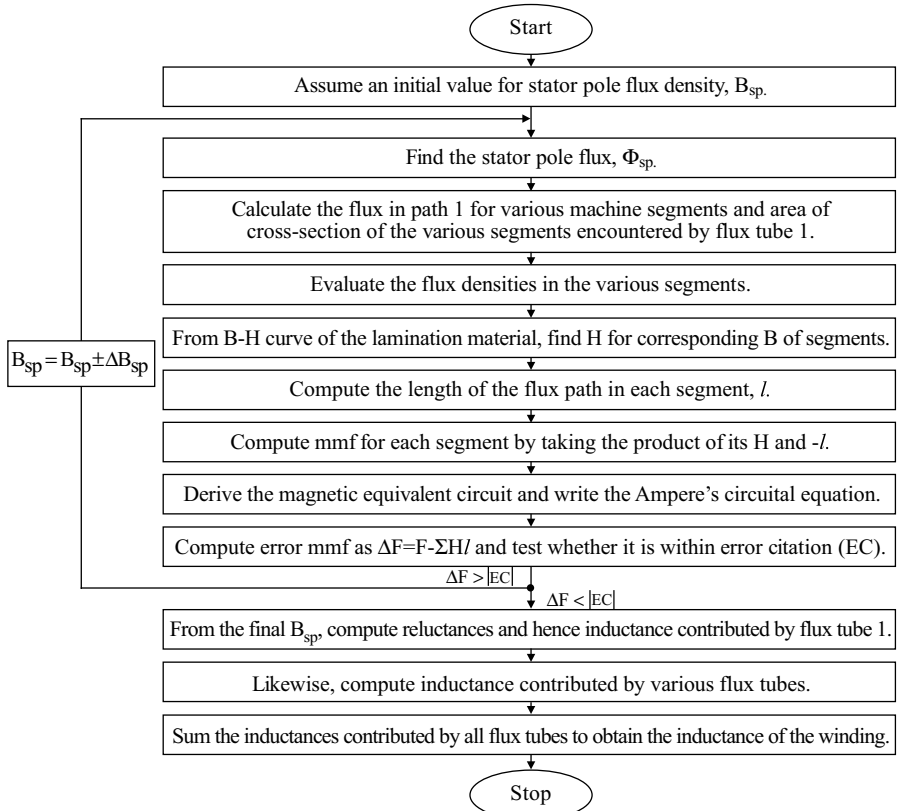 Start
Assume an initial value for stator pole flux density, Bsp.
Find the stator pole flux, Φsp.
Calculate the flux in path 1 for various machine segments and area of
cross-section of the various segments encountered by flux tube 1.
Evaluate the flux densities in the various segments.
From B-H curve of the lamination material, find H for corresponding B of segments.
Bsp = Bsp ± ΔBsp
Compute the length of the flux path in each segment, l.
Compute mmf for each segment by taking the product of its H and -l.
Derive the magnetic equivalent circuit and write the Ampere's circuital equation.
Compute error mmf as ΔF=F-ΣHl and test whether it is within error citation (EC).
ΔF > |EC|
ΔF < |EC|
From the final Bsp, compute reluctances and hence inductance contributed by flux tube 1.
Likewise, compute inductance contributed by various flux tubes.
Sum the inductances contributed by all flux tubes to obtain the inductance of the winding.
Stop